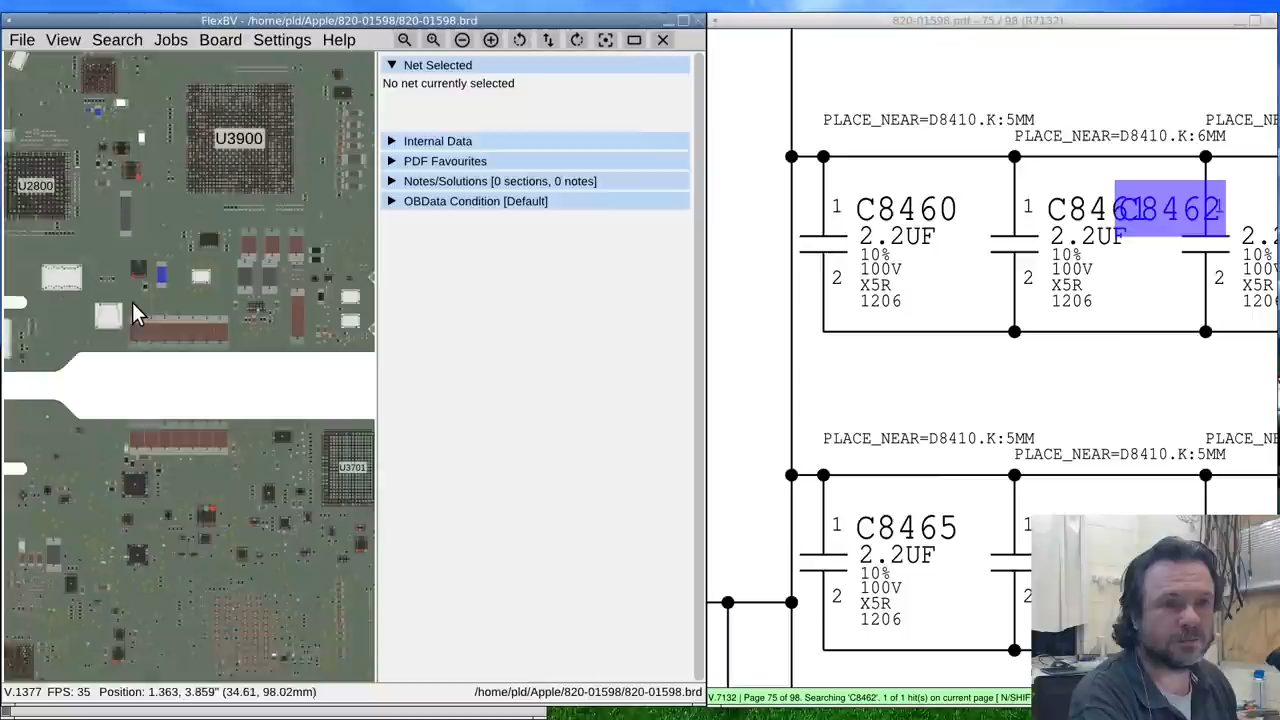 FlexBV - /home/pld/Apple/820-01598/820-01598.brd
820-01598.pdf - 75 / 98 (R7132)
File View Search Jobs Board Settings Help
Net Selected
No net currently selected
Internal Data
PDF Favourites
Notes/Solutions [0 sections, 0 notes]
OBData Condition [Default]
U3900
U2800
U3701
V.1377 FPS: 35 Position: 1.363, 3.859" (34.61, 98.02mm)
/home/pld/Apple/820-01598/820-01598.brd
PLACE_NEAR=D8410.K:5MM
PLACE_NE
PLACE_NEAR=D8410.K:6MM
1 C8460
2.2UF
10%
2 100V
X5R
1206
1 C8461
2.2UF
10%
2 100V
X5R
1206
1 C8462
2.2
10%
2 100
X5R
120
PLACE_NEAR=D8410.K:5MM
PLACE_NE
PLACE_NEAR=D8410.K:5MM
1 C8465
2.2UF
10%
2 100V
X5R
1206
1
2
V.7132 | Page 75 of 98. Searching 'C8462'. 1 of 1 hit(s) on current page [ N/SHIF